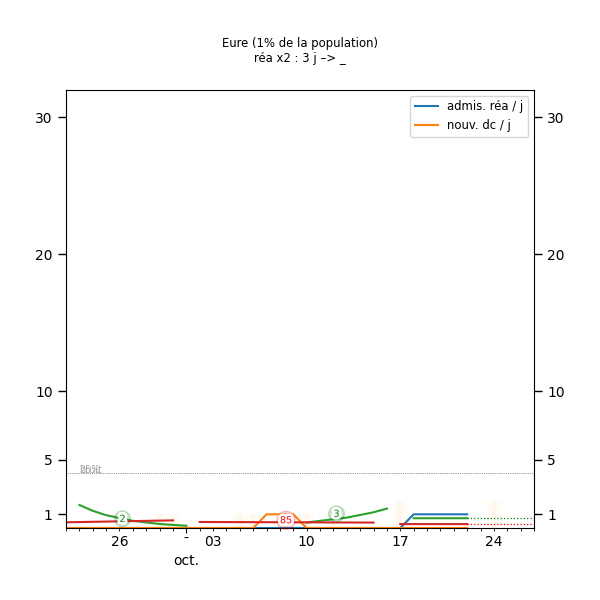 Eure (1% de la population)
réa x2 : 3 j –> _
admis. réa / j
nouv. dc / j
30 30
20 20
10 10
5 5
1 1
2
85
3
26 - 03 10 17 24
oct.